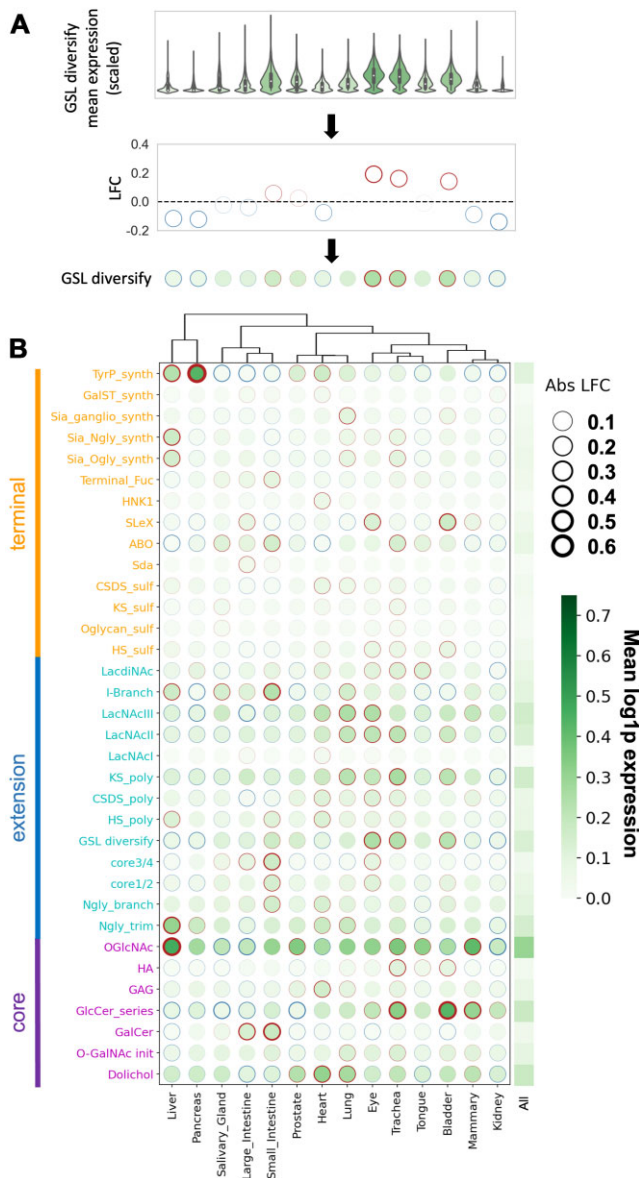 A
GSL diversify
mean expression
(scaled)
0.4
0.2
0.0
-0.2
LFC
GSL diversify
B
terminal
extension
core
TyrP_synth
GalST_synth
Sia_ganglio_synth
Sia_Ngly_synth
Sia_Ogly_synth
Terminal_Fuc
HNK1
SLeX
ABO
Sda
CSDS_sulf
KS_sulf
Oglycan_sulf
HS_sulf
LacdiNAc
I-Branch
LacNAcIII
LacNAcII
LacNAcI
KS_poly
CSDS_poly
HS_poly
GSL diversify
core3/4
core1/2
Ngly_branch
Ngly_trim
OGlcNAc
HA
GAG
GlcCer_series
GalCer
O-GalNAc init
Dolichol
Liver
Pancreas
Salivary_Gland
Large_Intestine
Small_Intestine
Prostate
Heart
Lung
Eye
Trachea
Tongue
Bladder
Mammary
Kidney
All
Abs LFC
0.1
0.2
0.3
0.4
0.5
0.6
0.7
0.6
0.5
0.4
0.3
0.2
0.1
0.0
Mean log1p expression